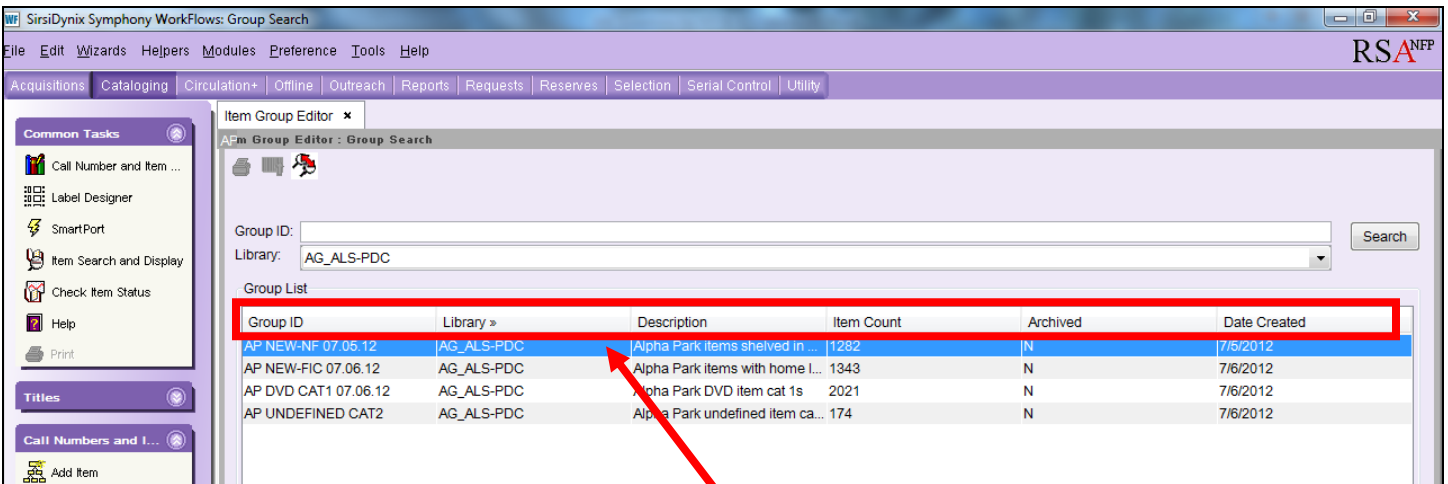 WF SirsiDynix Symphony WorkFlows: Group Search
File Edit Wizards Helpers Modules Preference Tools Help
RSANFP
Acquisitions Cataloging Circulation+ Offline Outreach Reports Requests Reserves Selection Serial Control Utility
Common Tasks
Call Number and Item ...
Label Designer
SmartPort
Item Search and Display
Check Item Status
Help
Print
Titles
Call Numbers and I...
Add Item
Item Group Editor ×
m Group Editor : Group Search
Group ID:
Search
Library: AG_ALS-PDC
Group List
Group ID Library » Description Item Count Archived Date Created
AP NEW-NF 07.05.12 AG_ALS-PDC Alpha Park items shelved in ... 1282 N 7/5/2012
AP NEW-FIC 07.06.12 AG_ALS-PDC Alpha Park items with home l... 1343 N 7/6/2012
AP DVD CAT1 07.06.12 AG_ALS-PDC Alpha Park DVD item cat 1s 2021 N 7/6/2012
AP UNDEFINED CAT2 AG_ALS-PDC Alpha Park undefined item ca... 174 N 7/6/2012